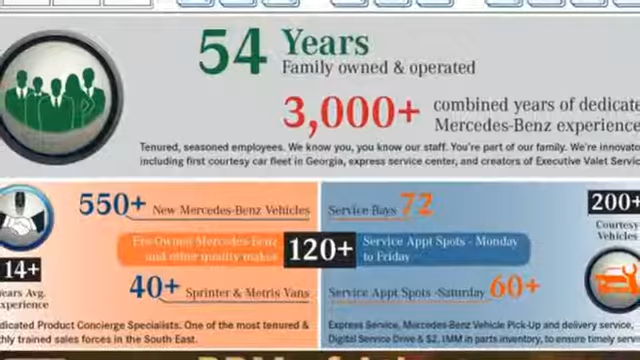 54 Years
Family owned & operated
3,000+ combined years of dedicate
Mercedes-Benz experience
Tenured, seasoned employees. We know you, you know our staff. You're part of our family. We're innovato
including first courtesy car fleet in Georgia, express service center, and creators of Executive Valet Servic
550+ New Mercedes-Benz Vehicles
Pre-Owned Mercedes-Benz
and other quality makes
40+ Sprinter & Metris Vans
14+
ears Avg.
xperience
dicated Product Concierge Specialists. One of the most tenured &
hly trained sales forces in the South East.
120+
Service Bays 72
Service Appt Spots - Monday
to Friday
Service Appt Spots -Saturday 60+
200+
Courtesy
Vehicles
Express Service, Mercedes-Benz Vehicle Pick-Up and delivery service,
Digital Service Drive & $2. 1MM in parts inventory, to ensure timely serv